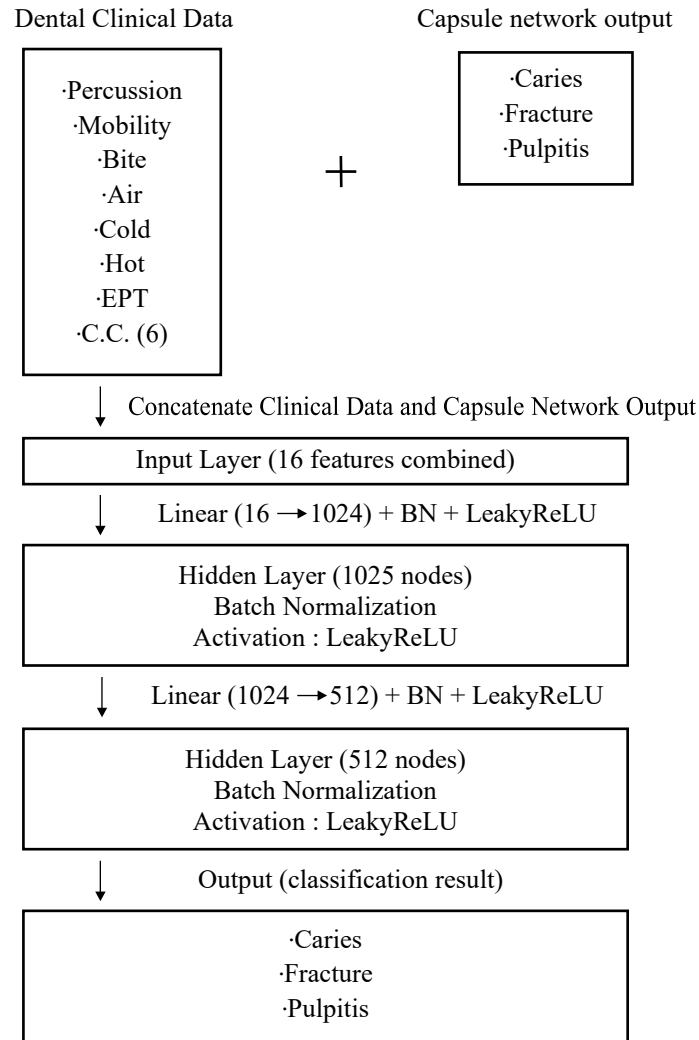 Dental Clinical Data
·Percussion
·Mobility
·Bite
·Air
·Cold
·Hot
·EPT
·C.C. (6)
+
Capsule network output
·Caries
·Fracture
·Pulpitis
Concatenate Clinical Data and Capsule Network Output
Input Layer (16 features combined)
Linear (16 → 1024) + BN + LeakyReLU
Hidden Layer (1025 nodes)
Batch Normalization
Activation : LeakyReLU
Linear (1024 → 512) + BN + LeakyReLU
Hidden Layer (512 nodes)
Batch Normalization
Activation : LeakyReLU
Output (classification result)
·Caries
·Fracture
·Pulpitis